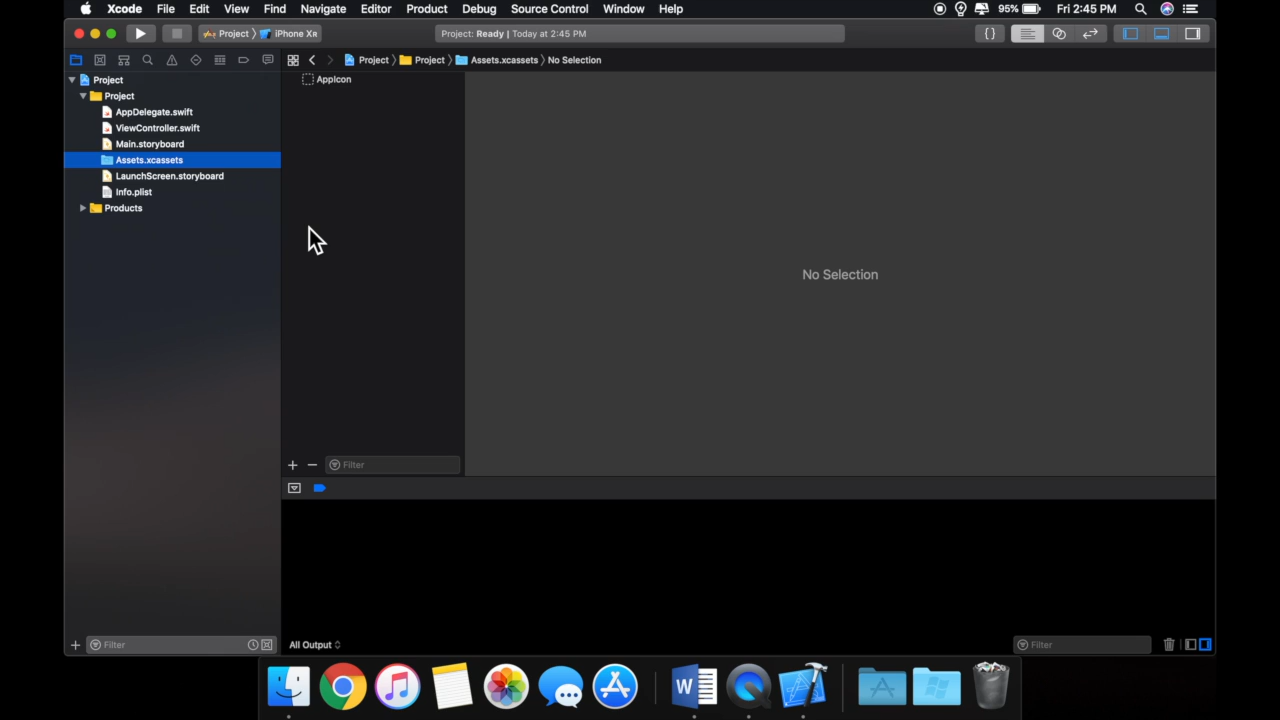 Xcode File Edit View Find Navigate Editor Product Debug Source Control Window Help 95% Fri 2:45 PM
Project iPhone XR Project: Ready | Today at 2:45 PM { }
Project Project Assets.xcassets No Selection
Project
Project
AppDelegate.swift
ViewController.swift
Main.storyboard
Assets.xcassets
LaunchScreen.storyboard
Info.plist
Products
AppIcon
No Selection
+ − Filter
+ Filter
All Output Filter
W